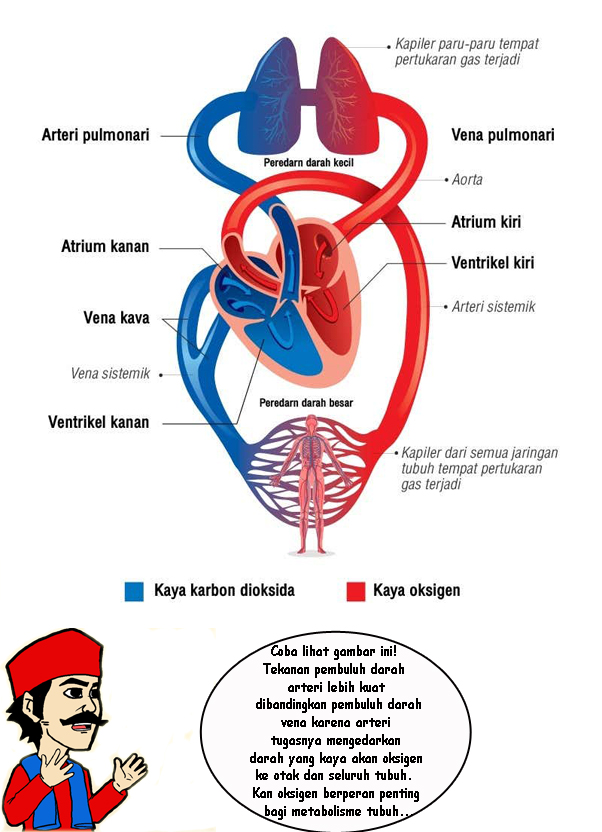 Kapiler paru-paru tempat
pertukaran gas terjadi
Arteri pulmonari
Vena pulmonari
Peredarn darah kecil
Aorta
Atrium kiri
Atrium kanan
Ventrikel kiri
Arteri sistemik
Vena kava
Vena sistemik
Peredarn darah besar
Ventrikel kanan
Kapiler dari semua jaringan
tubuh tempat pertukaran
gas terjadi
Kaya karbon dioksida
Kaya oksigen
Coba lihat gambar ini!
Tekanan pembuluh darah
arteri lebih kuat
dibandingkan pembuluh darah
vena karena arteri
tugasnya mengedarkan
darah yang kaya akan oksigen
ke otak dan seluruh tubuh.
Kan oksigen berperan penting
bagi metabolisme tubuh..